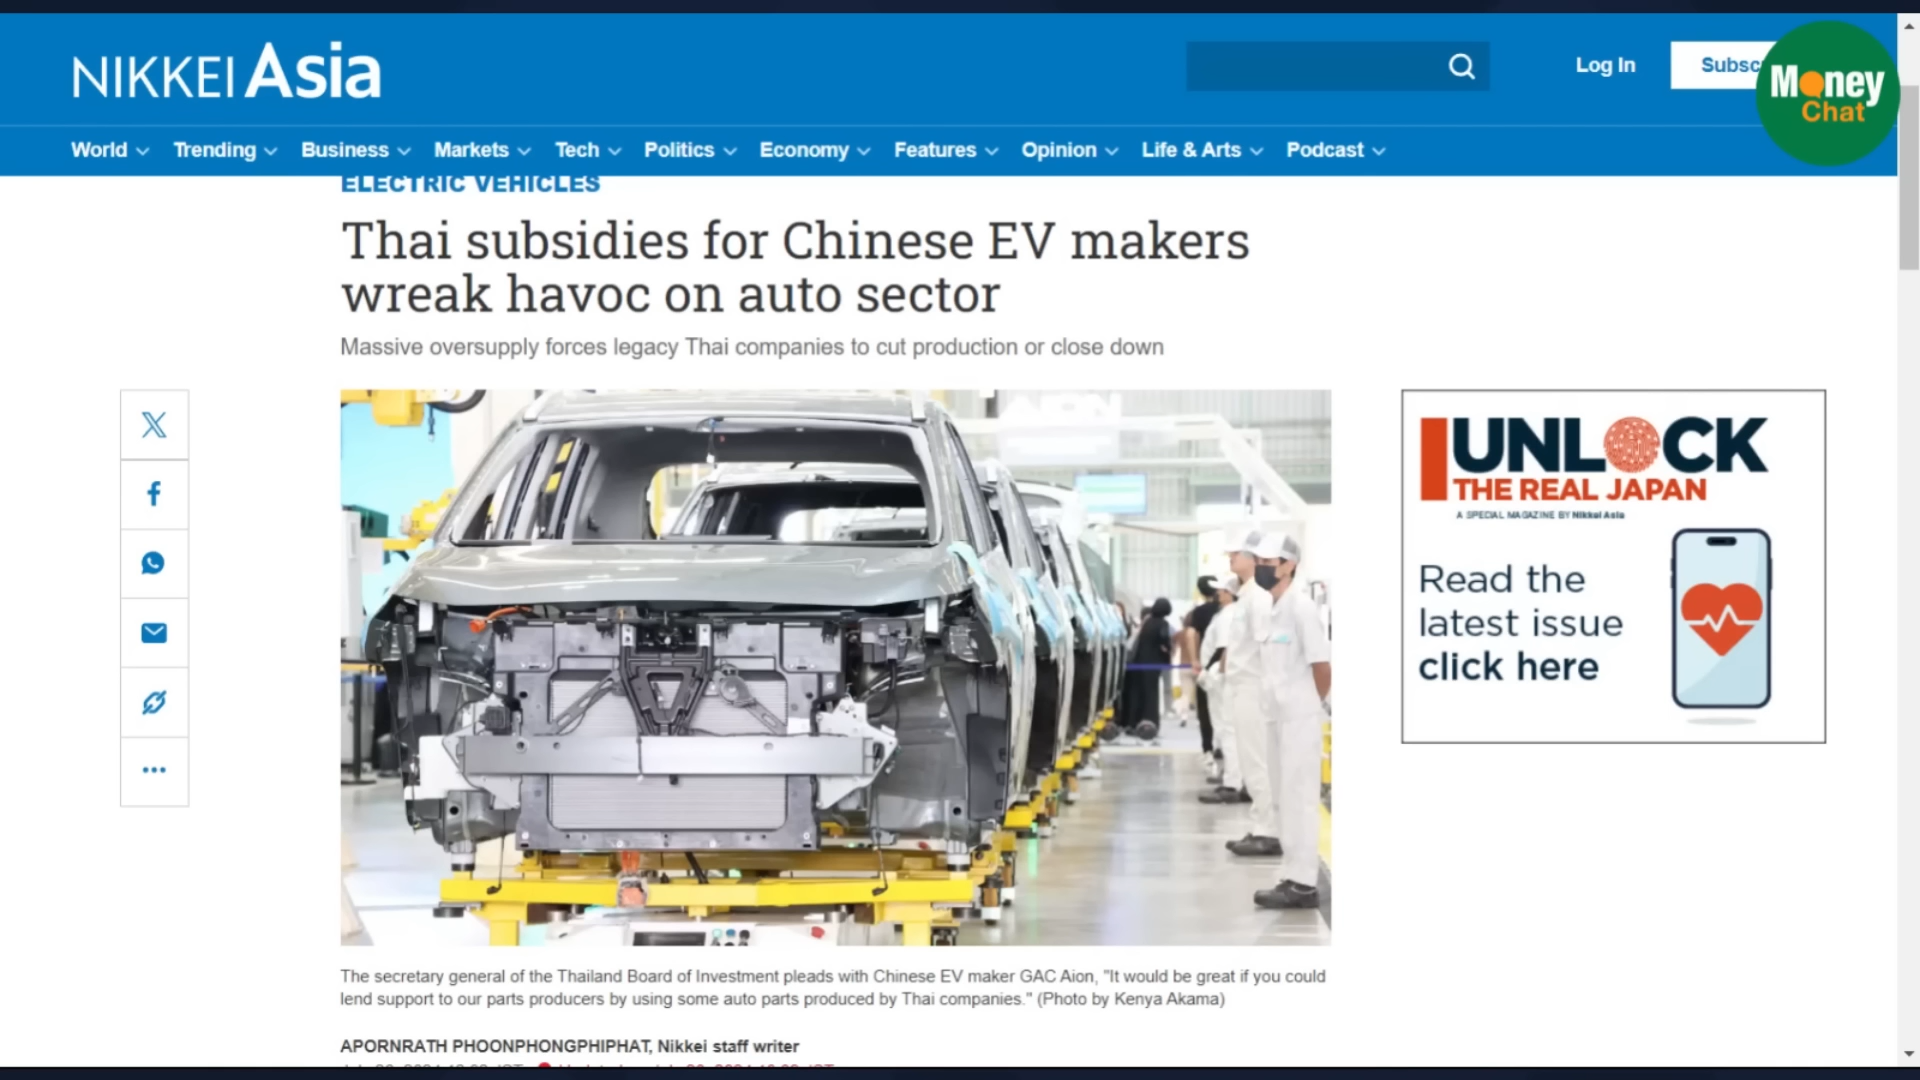 NIKKEI Asia
Log In
Money
Chat
World
Trending
Business
Markets
Tech
Politics
Economy
Features
Opinion
Life & Arts
Podcast
ELECTRIC VEHICLES
Thai subsidies for Chinese EV makers
wreak havoc on auto sector
Massive oversupply forces legacy Thai companies to cut production or close down
AION
UNLOCK
THE REAL JAPAN
A SPECIAL MAGAZINE BY Nikkei Asia
Read the
latest issue
click here
The secretary general of the Thailand Board of Investment pleads with Chinese EV maker GAC Aion, "It would be great if you could
lend support to our parts producers by using some auto parts produced by Thai companies." (Photo by Kenya Akama)
APORNRATH PHOONPHONGPHIPHAT, Nikkei staff writer